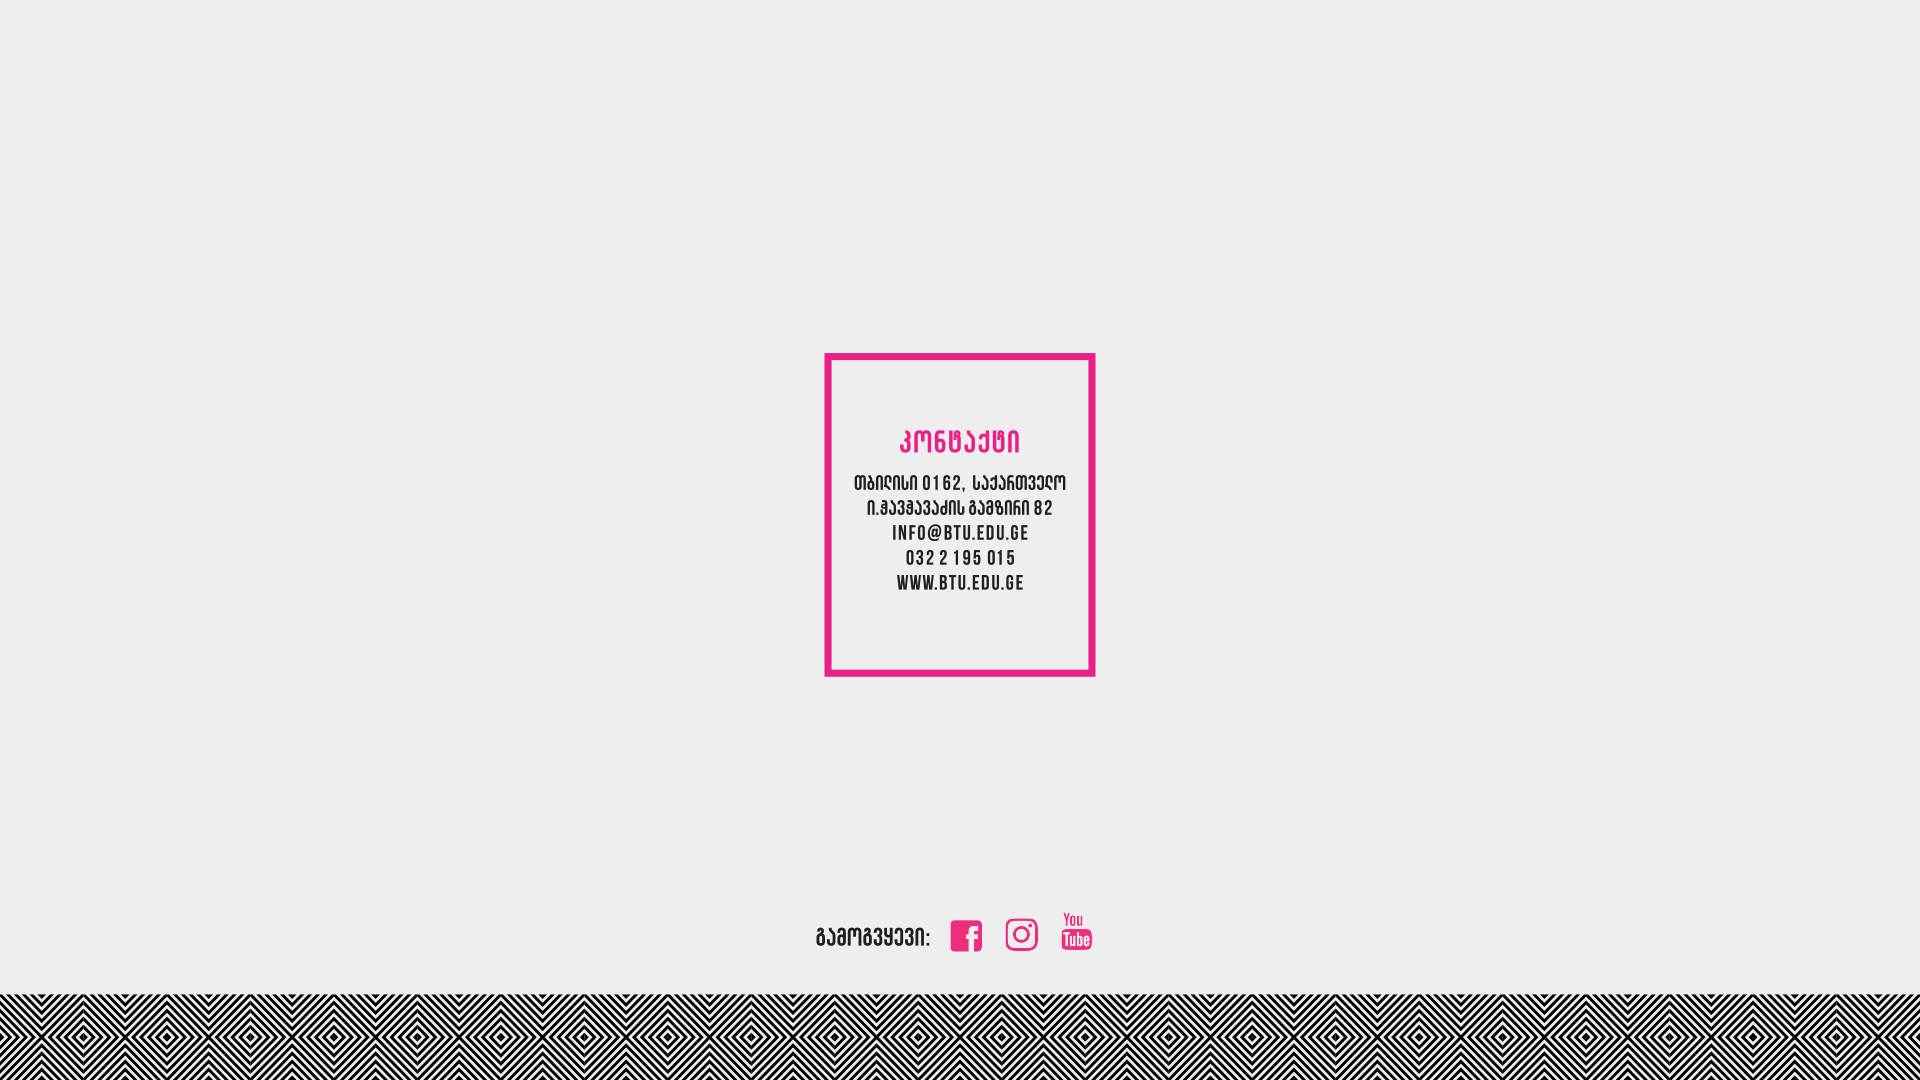 კონტაქტი
თბილისი 0162, საქართველო
ი.ჭავჭავაძის გამზირი 82
INFO@BTU.EDU.GE
032 2 195 015
WWW.BTU.EDU.GE
გამოგვყევი:
You
Tube